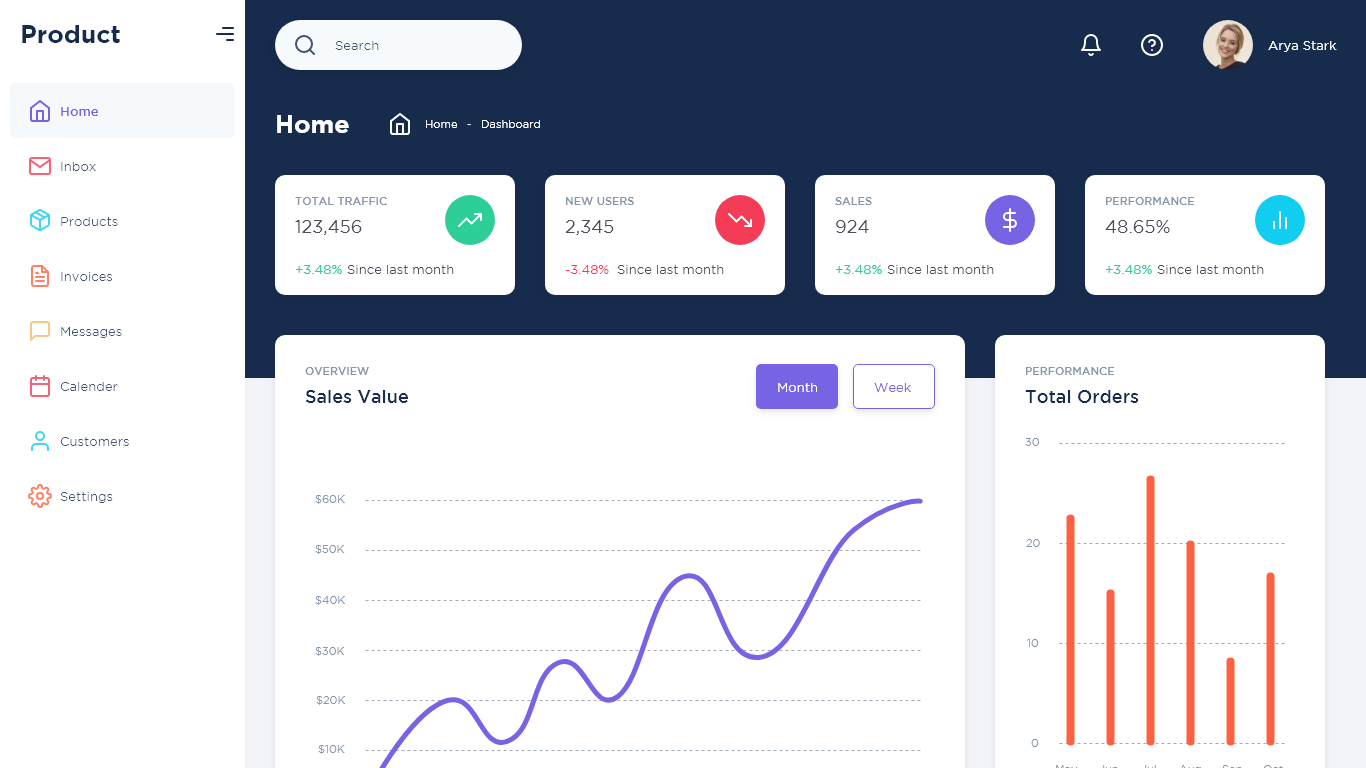 Product
Home
Inbox
Products
Invoices
Messages
Calender
Customers
Settings
Search
Arya Stark
Home
Home - Dashboard
TOTAL TRAFFIC
123,456
+3.48% Since last month
NEW USERS
2,345
-3.48% Since last month
SALES
924
+3.48% Since last month
PERFORMANCE
48.65%
+3.48% Since last month
OVERVIEW
Sales Value
Month
Week
$60K
$50K
$40K
$30K
$20K
$10K
PERFORMANCE
Total Orders
30
20
10
0